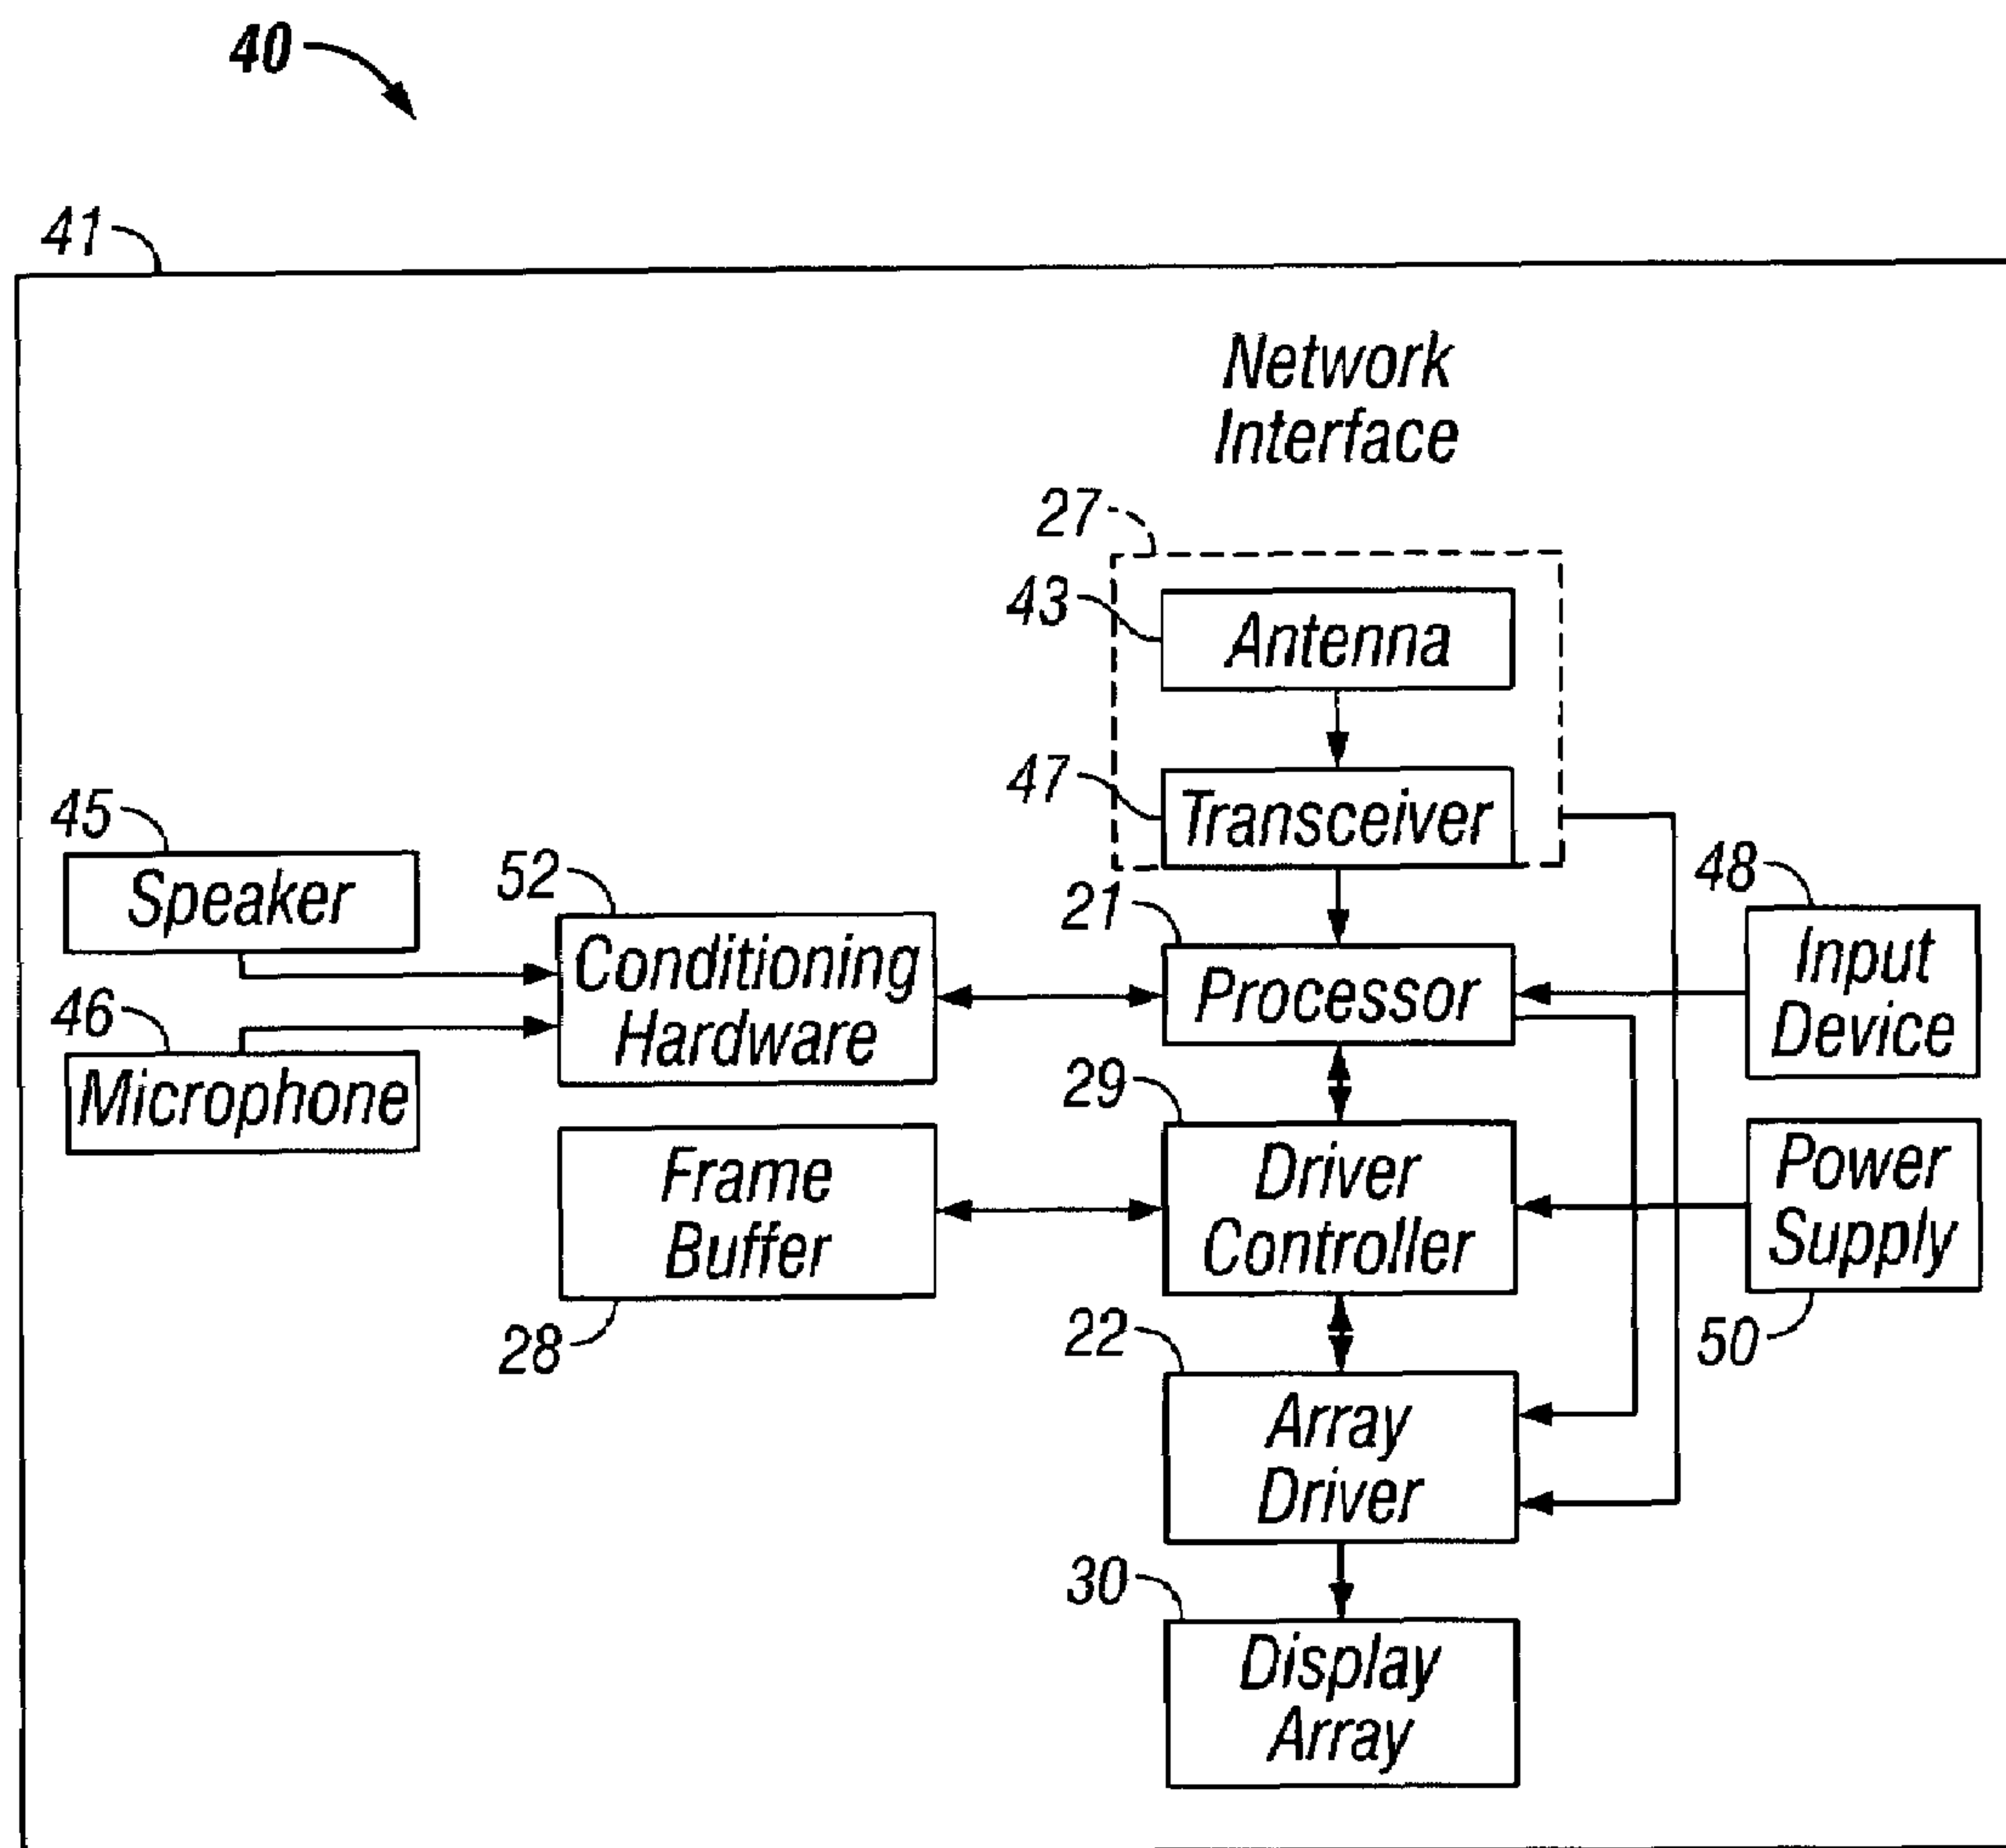 40
41
Network
Interface
27
43
Antenna
47
Transceiver
45
Speaker
52
Conditioning
Hardware
21
Processor
48
Input
Device
46
Microphone
29
Driver
Controller
Frame
Buffer
28
Power
Supply
50
22
Array
Driver
30
Display
Array